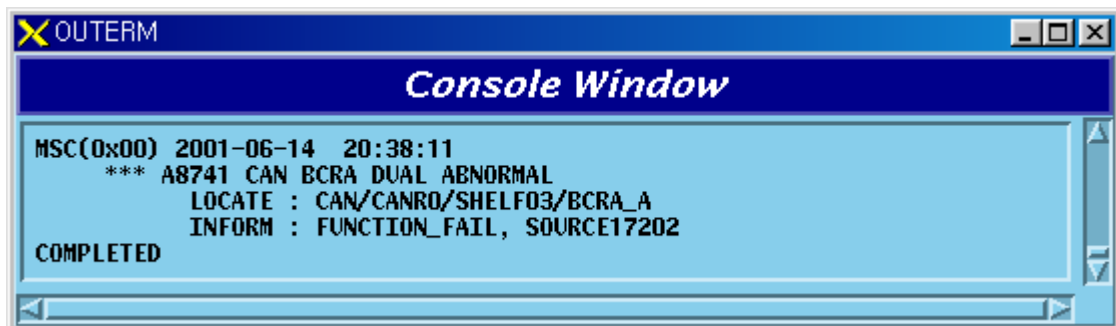 OUTERM
Console Window
MSC(0x00) 2001-06-14 20:38:11
*** A8741 CAN BCRA DUAL ABNORMAL
LOCATE : CAN/CANRO/SHELF03/BCRA_A
INFORM : FUNCTION_FAIL, SOURCE17202
COMPLETED